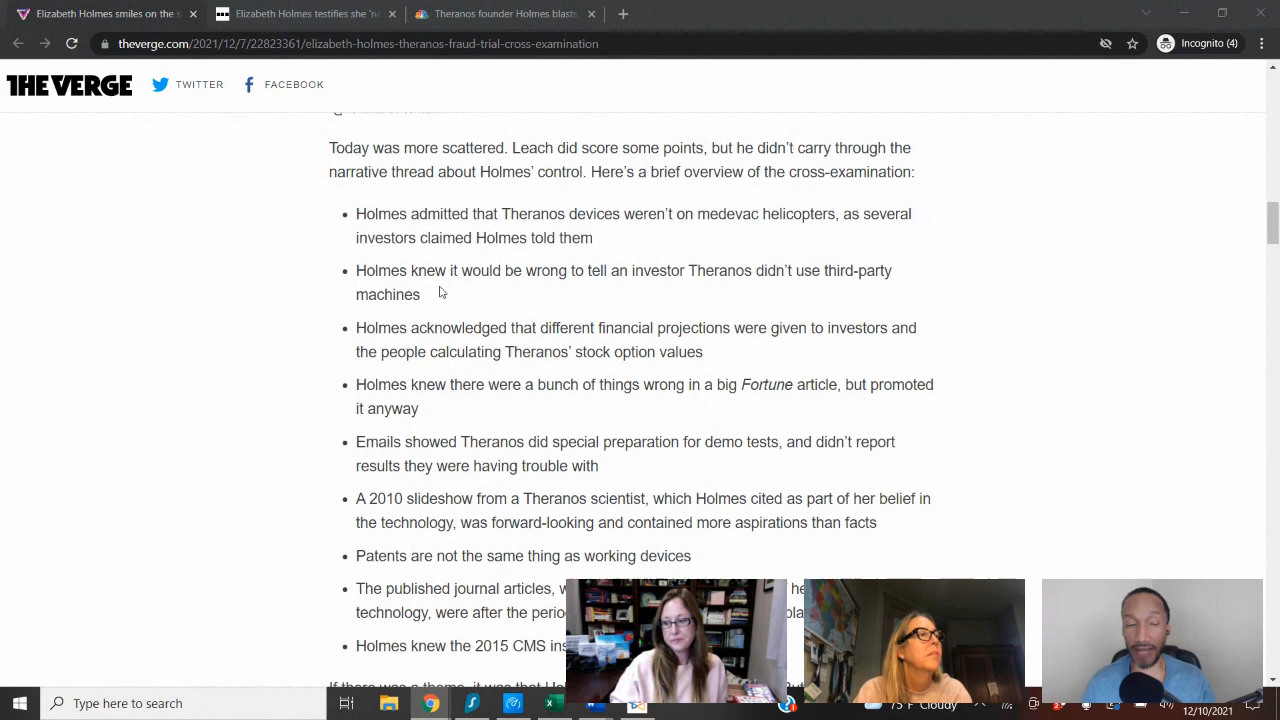 Elizabeth Holmes smiles on the s
Elizabeth Holmes testifies she 'ne
Theranos founder Holmes blasts
theverge.com/2021/12/7/22823361/elizabeth-holmes-theranos-fraud-trial-cross-examination
Incognito (4)
THE VERGE TWITTER FACEBOOK
Today was more scattered. Leach did score some points, but he didn't carry through the
narrative thread about Holmes' control. Here's a brief overview of the cross-examination:
• Holmes admitted that Theranos devices weren't on medevac helicopters, as several
investors claimed Holmes told them
• Holmes knew it would be wrong to tell an investor Theranos didn't use third-party
machines
• Holmes acknowledged that different financial projections were given to investors and
the people calculating Theranos' stock option values
• Holmes knew there were a bunch of things wrong in a big Fortune article, but promoted
it anyway
• Emails showed Theranos did special preparation for demo tests, and didn't report
results they were having trouble with
• A 2010 slideshow from a Theranos scientist, which Holmes cited as part of her belief in
the technology, was forward-looking and contained more aspirations than facts
• Patents are not the same thing as working devices
• The published journal articles, w he
technology, were after the perio pla
• Holmes knew the 2015 CMS ins
Type here to search
75°F Cloudy
12/10/2021